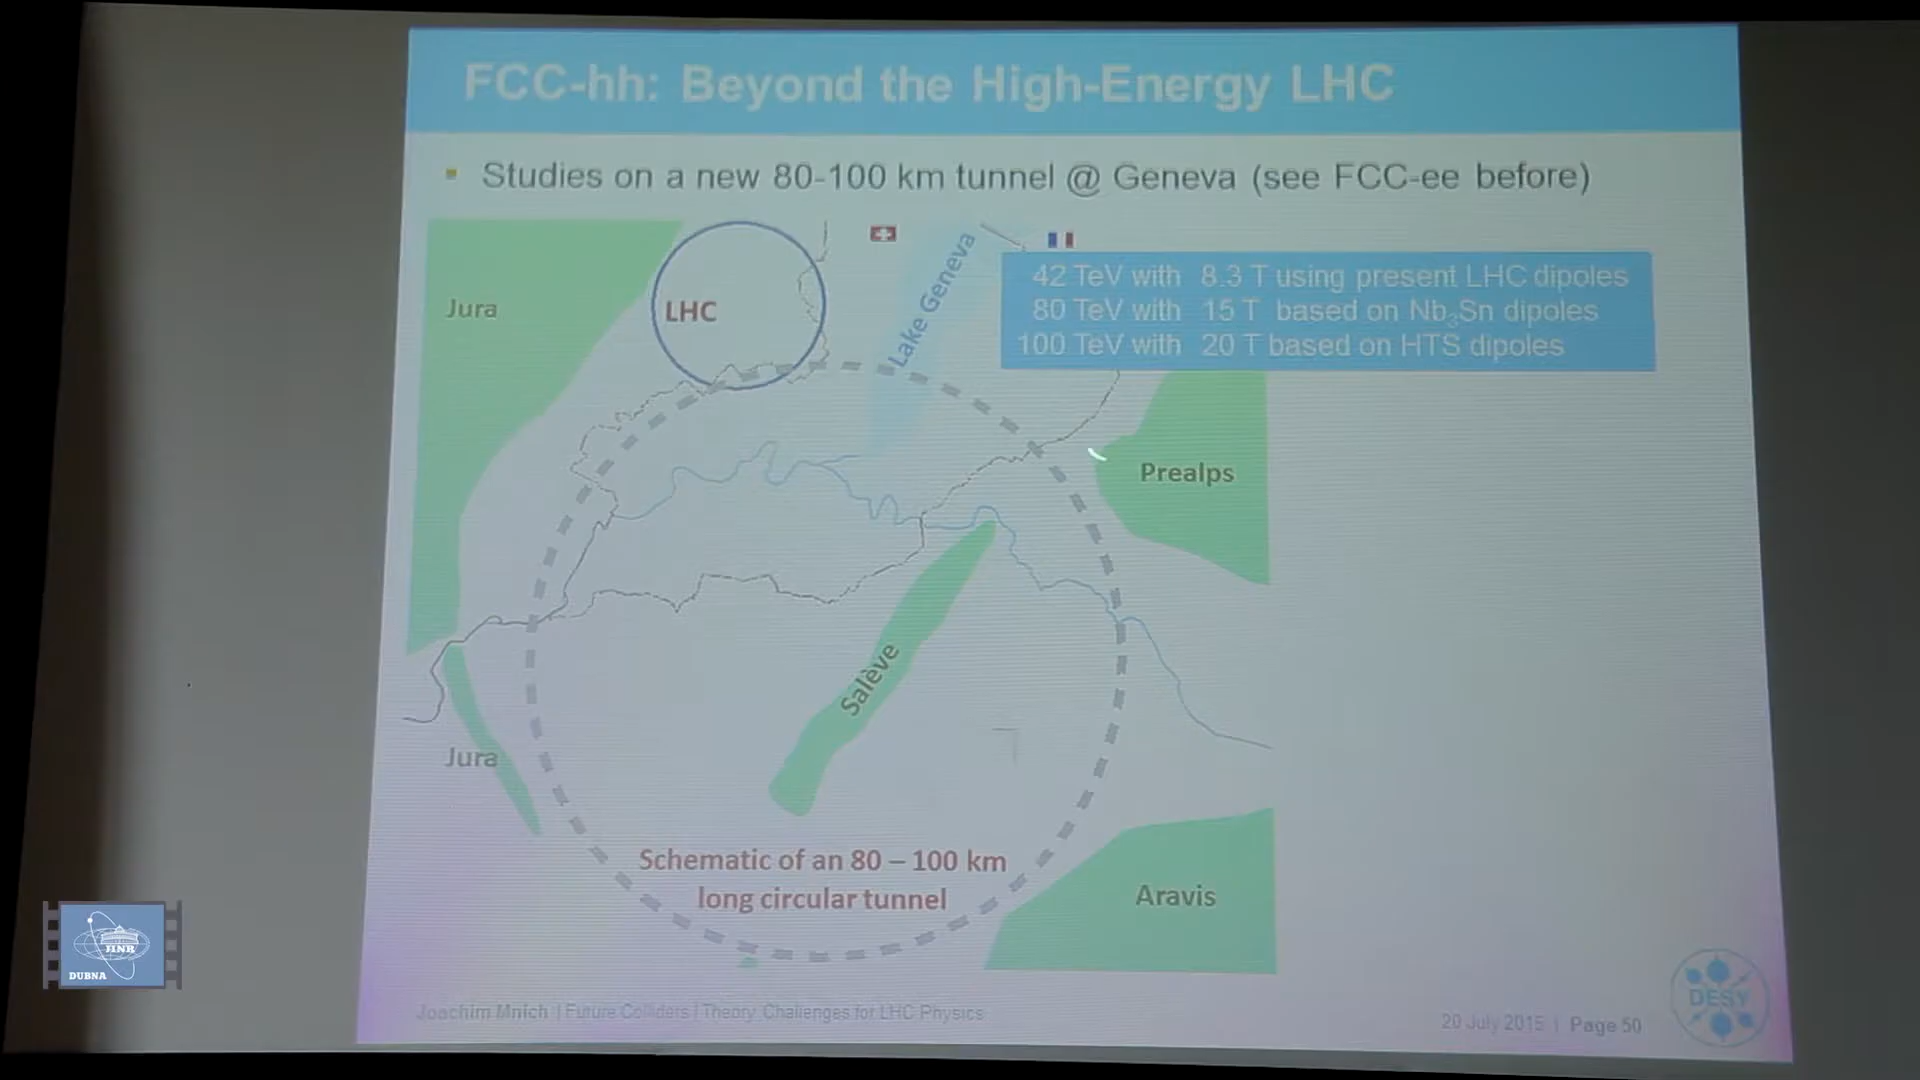 FCC-hh: Beyond the High-Energy LHC
Studies on a new 80-100 km tunnel @ Geneva (see FCC-ee before)
42 TeV with 8.3 T using present LHC dipoles
80 TeV with 15 T based on Nb3Sn dipoles
100 TeV with 20 T based on HTS dipoles
Jura
LHC
Lake Geneva
Prealps
Salève
Jura
Schematic of an 80 – 100 km
long circular tunnel
Aravis
JINR
DUBNA
Joachim Mnich | Future Colliders | Theory Challenges for LHC Physics
20 July 2015 | Page 50
DESY